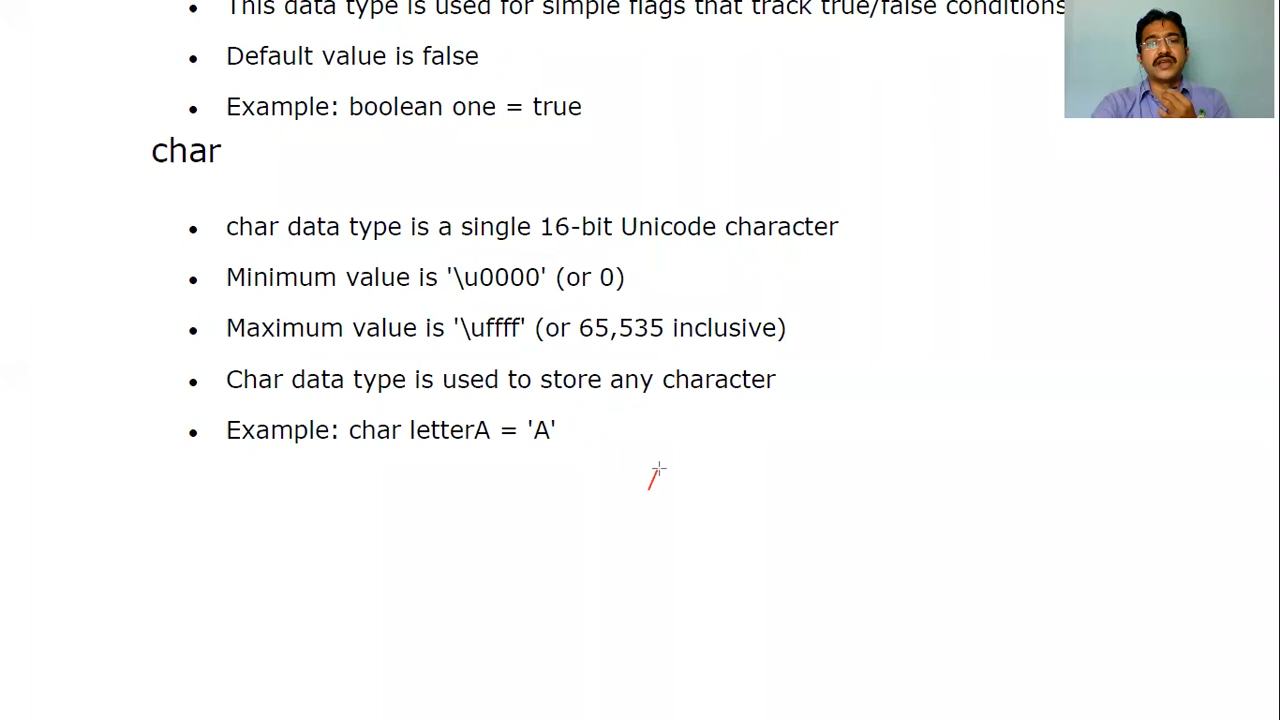 This data type is used for simple flags that track true/false conditions
Default value is false
Example: boolean one = true
char
char data type is a single 16-bit Unicode character
Minimum value is '\u0000' (or 0)
Maximum value is '\uffff' (or 65,535 inclusive)
Char data type is used to store any character
Example: char letterA = 'A'